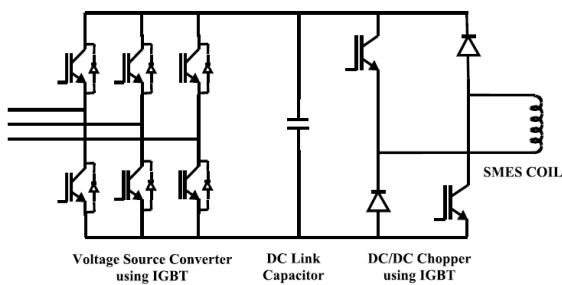 SMES COIL
Voltage Source Converter
using IGBT
DC Link
Capacitor
DC/DC Chopper
using IGBT